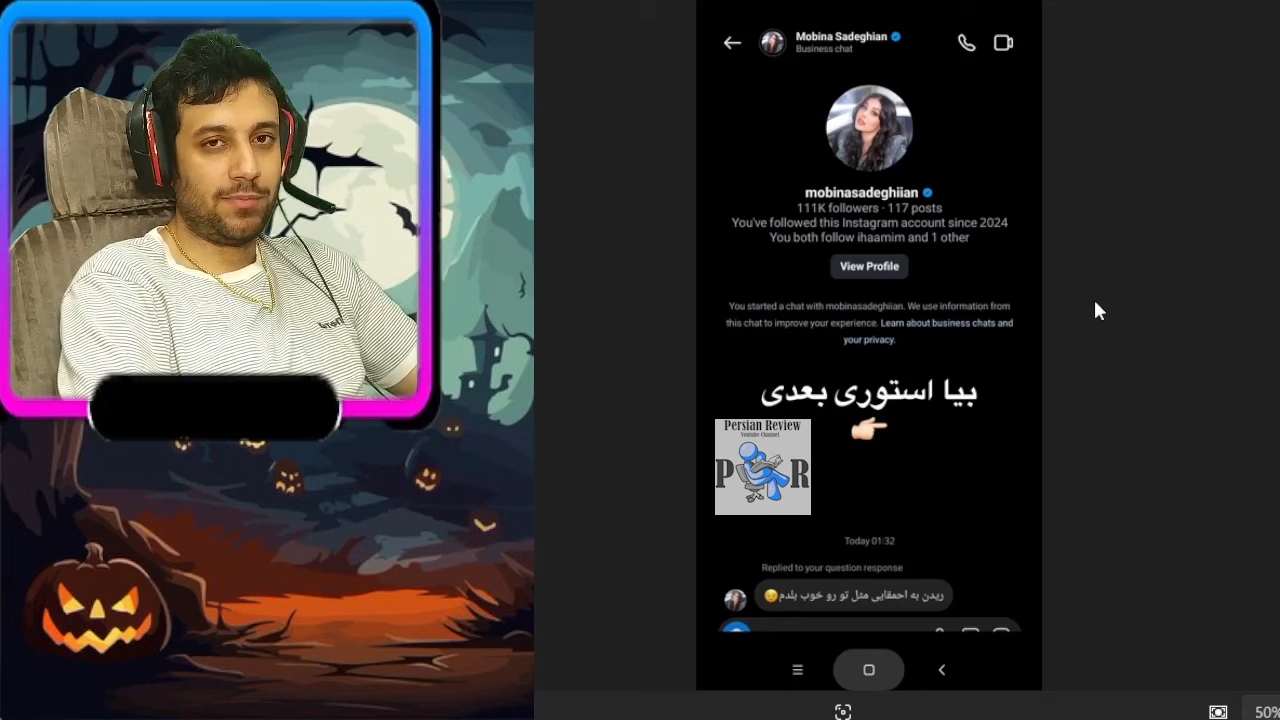 Mobina Sadeghian
Business chat
mobinasadeghiian
111K followers · 117 posts
You've followed this Instagram account since 2024
You both follow ihaamim and 1 other
View Profile
You started a chat with mobinasadeghiian. We use information from
this chat to improve your experience. Learn about business chats and
your privacy.
بیا استوری بعدی
Persian Review
Youtube Channel
P R
Today 01:32
Replied to your question response
ریدن به احمقایی مثل تو رو خوب بلدم😉
50%